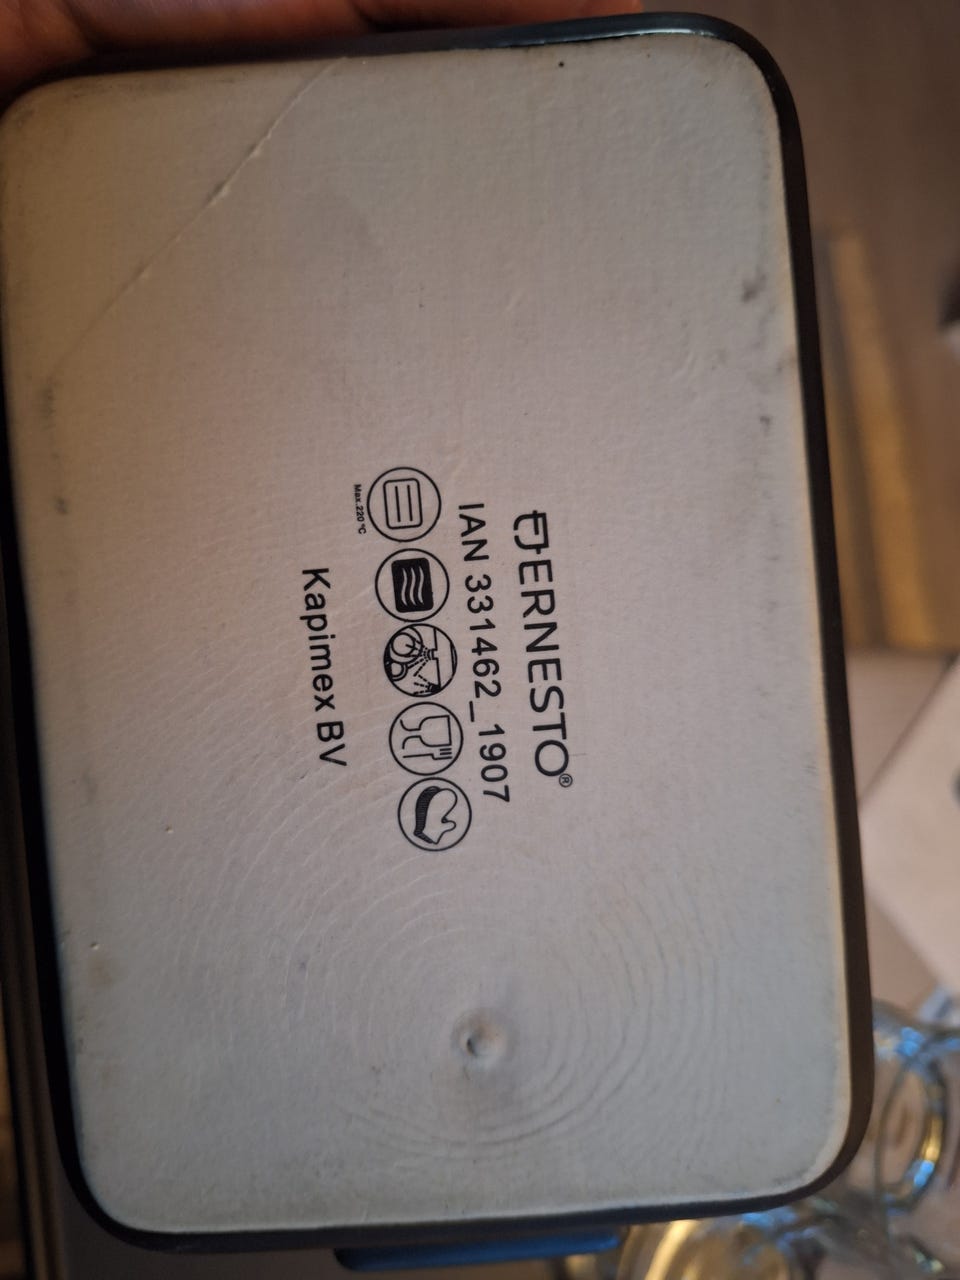 ERNESTO®
IAN 331462_1907
Max.220°C
Kapimex BV